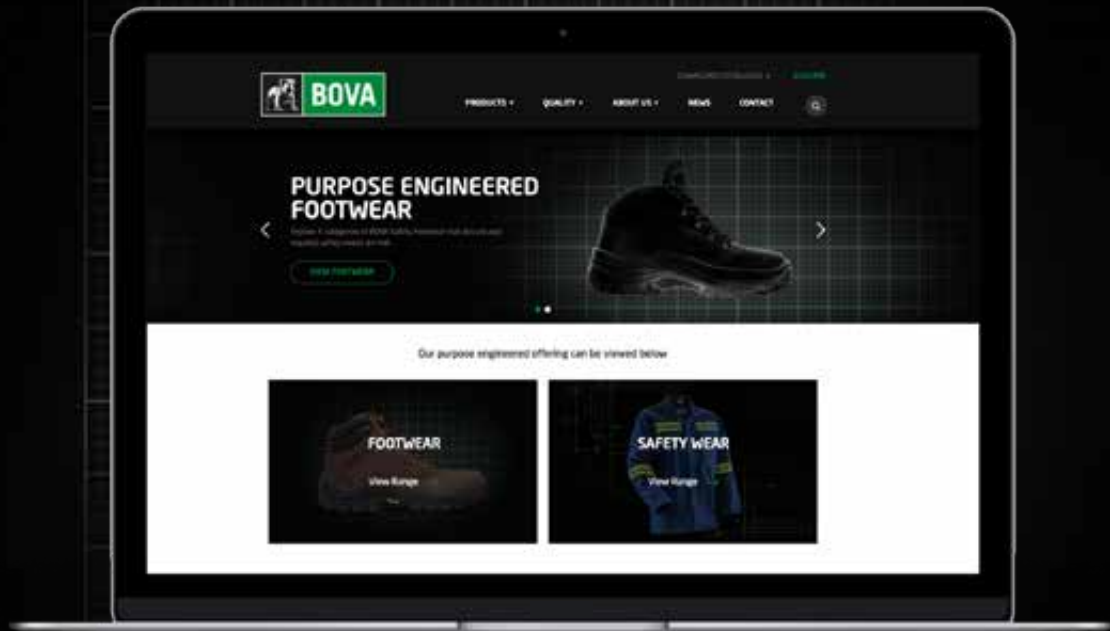 BOVA
PRODUCTS QUALITY ABOUT US NEWS CONTACT
PURPOSE ENGINEERED
FOOTWEAR
VIEW FOOTWEAR
Our purpose engineered offering can be viewed below
FOOTWEAR
View Range
SAFETY WEAR
View Range